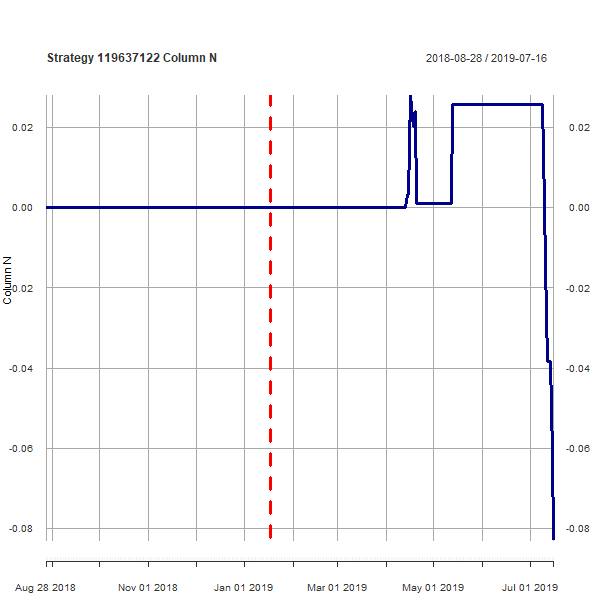 Strategy 119637122 Column N
2018-08-28 / 2019-07-16
0.02
0.02
0.00
0.00
-0.02
-0.02
-0.04
-0.04
-0.06
-0.06
-0.08
-0.08
Column N
Aug 28 2018
Nov 01 2018
Jan 01 2019
Mar 01 2019
May 01 2019
Jul 01 2019